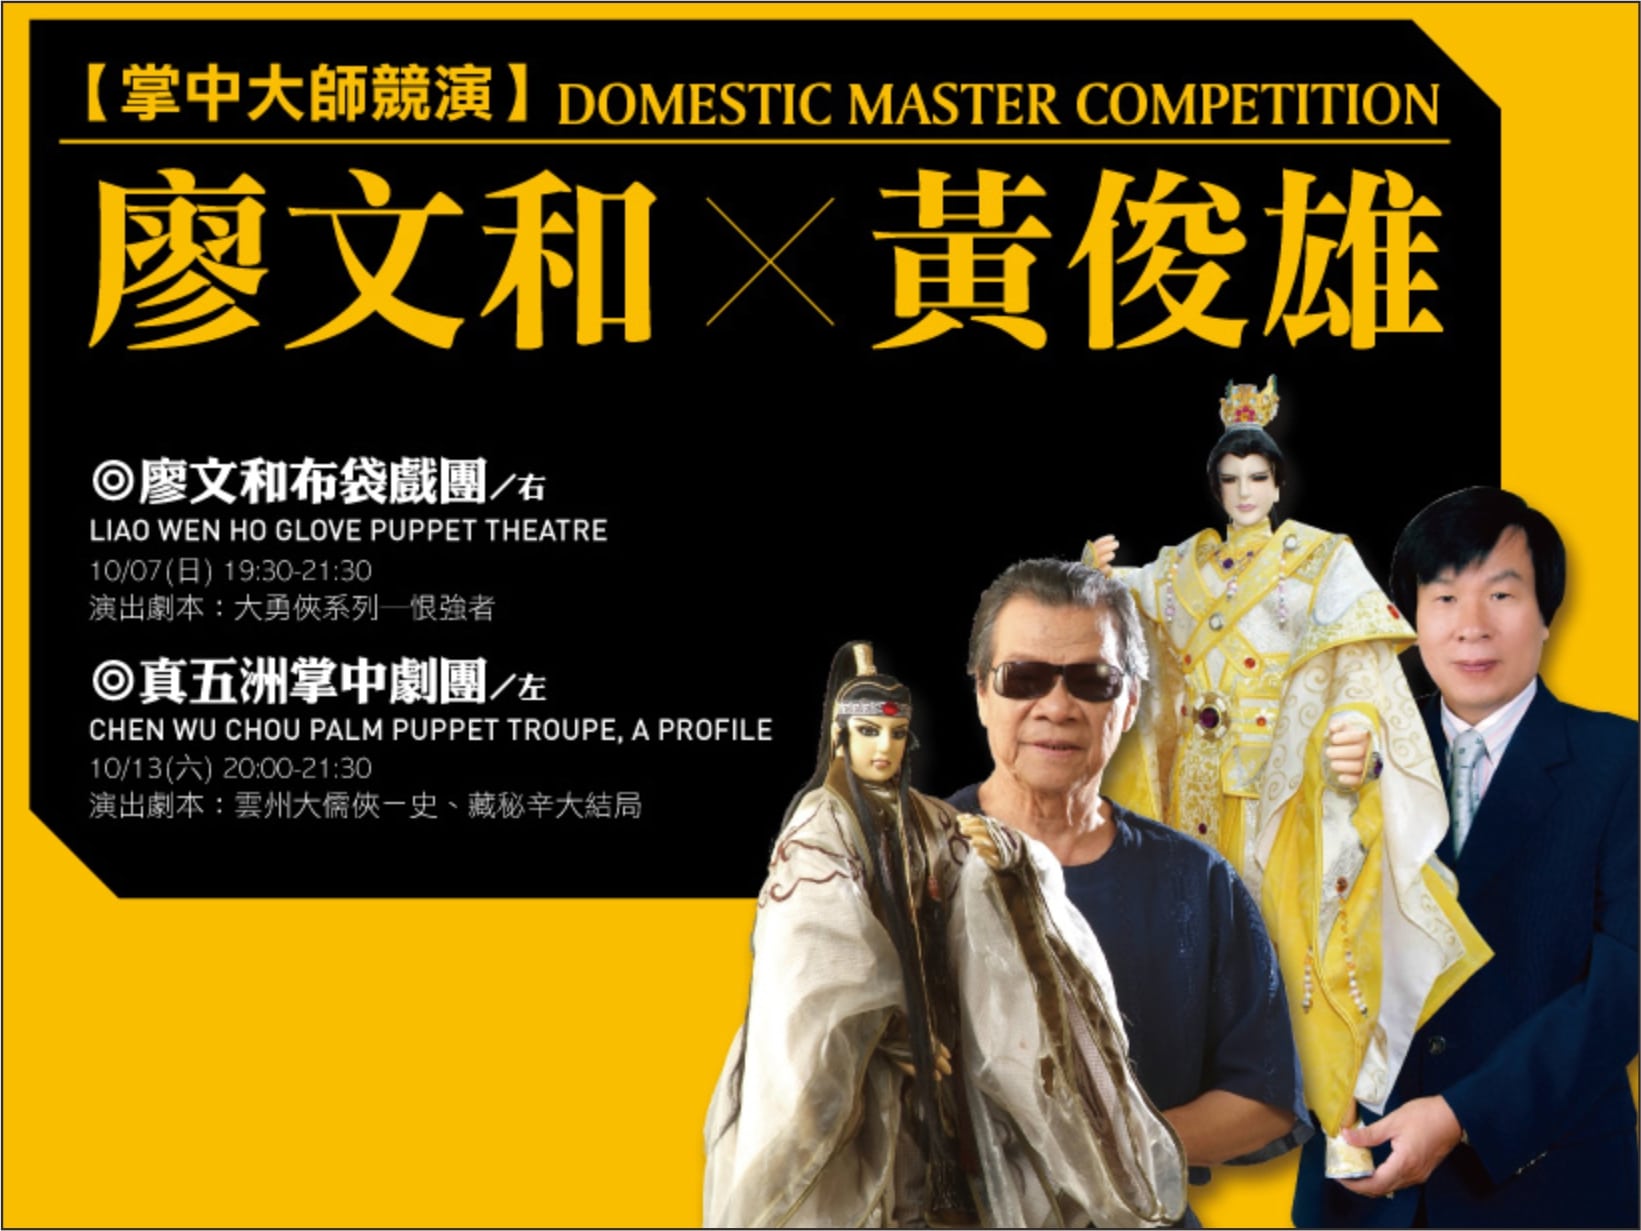 【掌中大師競演】DOMESTIC MASTER COMPETITION
廖文和×黃俊雄
◎廖文和布袋戲團／右
LIAO WEN HO GLOVE PUPPET THEATRE
10/07(日) 19:30-21:30
演出劇本：大勇俠系列—恨強者
◎真五洲掌中劇團／左
CHEN WU CHOU PALM PUPPET TROUPE, A PROFILE
10/13(六) 20:00-21:30
演出劇本：雲州大儒俠－史、藏秘辛大結局